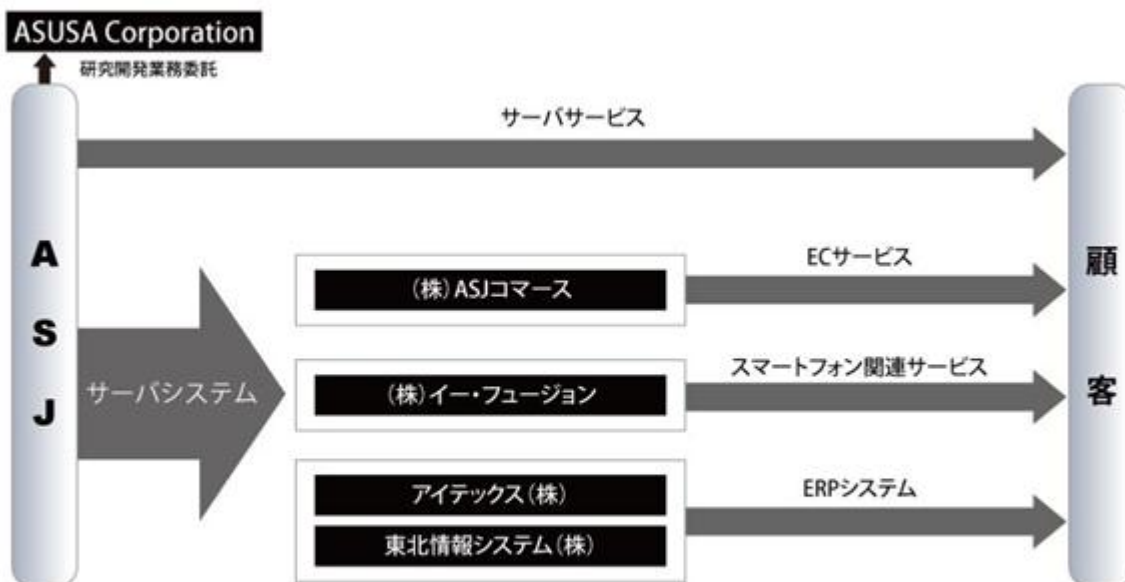 ASUSA Corporation
研究開発業務委託
サーバサービス
ASJ
サーバシステム
(株)ASJコマース
ECサービス
(株)イー・フュージョン
スマートフォン関連サービス
アイテックス(株)
東北情報システム(株)
ERPシステム
顧客